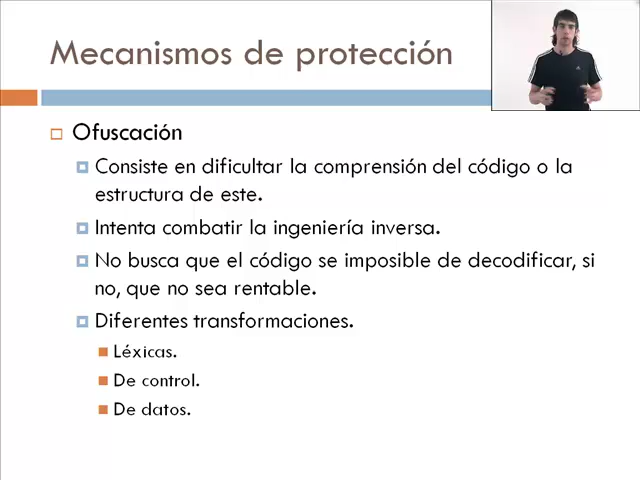 Mecanismos de protección
Ofuscación
Consiste en dificultar la comprensión del código o la
estructura de este.
Intenta combatir la ingeniería inversa.
No busca que el código se imposible de decodificar, si
no, que no sea rentable.
Diferentes transformaciones.
Léxicas.
De control.
De datos.